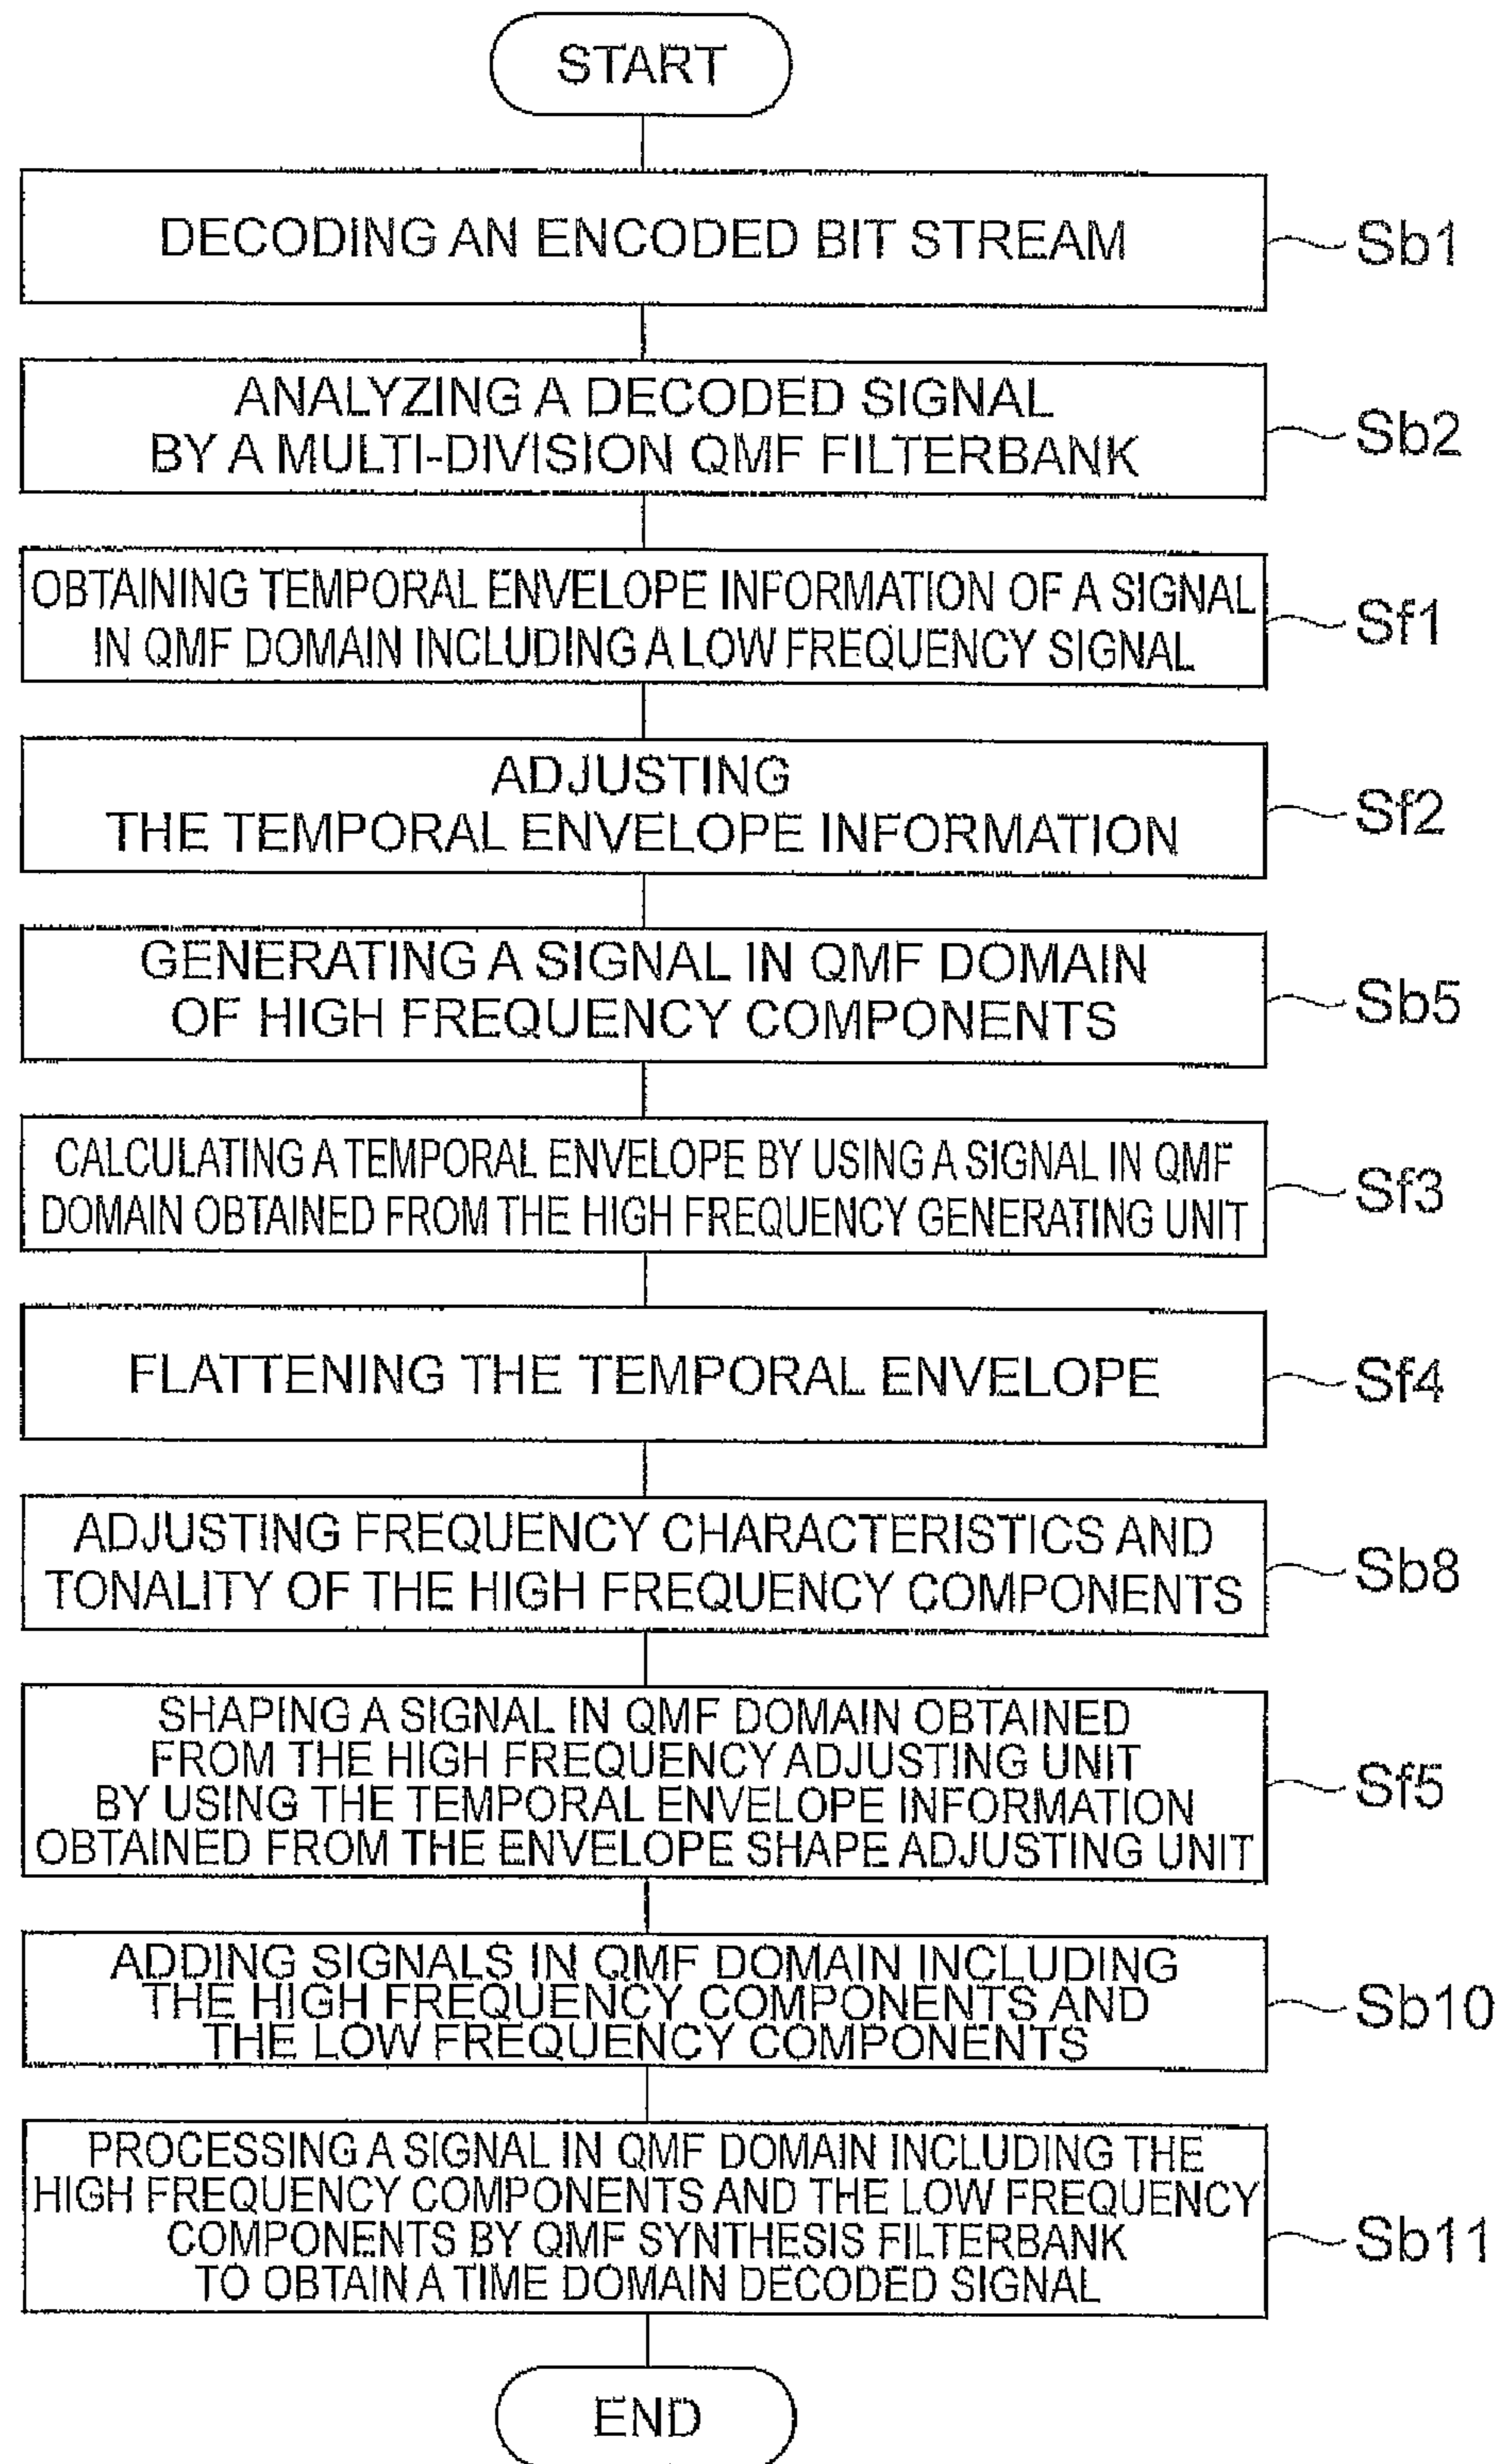 START
DECODING AN ENCODED BIT STREAM
Sb1
ANALYZING A DECODED SIGNAL
BY A MULTI-DIVISION QMF FILTERBANK
Sb2
OBTAINING TEMPORAL ENVELOPE INFORMATION OF A SIGNAL
IN QMF DOMAIN INCLUDING A LOW FREQUENCY SIGNAL
Sf1
ADJUSTING
THE TEMPORAL ENVELOPE INFORMATION
Sf2
GENERATING A SIGNAL IN QMF DOMAIN
OF HIGH FREQUENCY COMPONENTS
Sb5
CALCULATING A TEMPORAL ENVELOPE BY USING A SIGNAL IN QMF
DOMAIN OBTAINED FROM THE HIGH FREQUENCY GENERATING UNIT
Sf3
FLATTENING THE TEMPORAL ENVELOPE
Sf4
ADJUSTING FREQUENCY CHARACTERISTICS AND
TONALITY OF THE HIGH FREQUENCY COMPONENTS
Sb8
SHAPING A SIGNAL IN QMF DOMAIN OBTAINED
FROM THE HIGH FREQUENCY ADJUSTING UNIT
BY USING THE TEMPORAL ENVELOPE INFORMATION
OBTAINED FROM THE ENVELOPE SHAPE ADJUSTING UNIT
Sf5
ADDING SIGNALS IN QMF DOMAIN INCLUDING
THE HIGH FREQUENCY COMPONENTS AND
THE LOW FREQUENCY COMPONENTS
Sb10
PROCESSING A SIGNAL IN QMF DOMAIN INCLUDING THE
HIGH FREQUENCY COMPONENTS AND THE LOW FREQUENCY
COMPONENTS BY QMF SYNTHESIS FILTERBANK
TO OBTAIN A TIME DOMAIN DECODED SIGNAL
Sb11
END